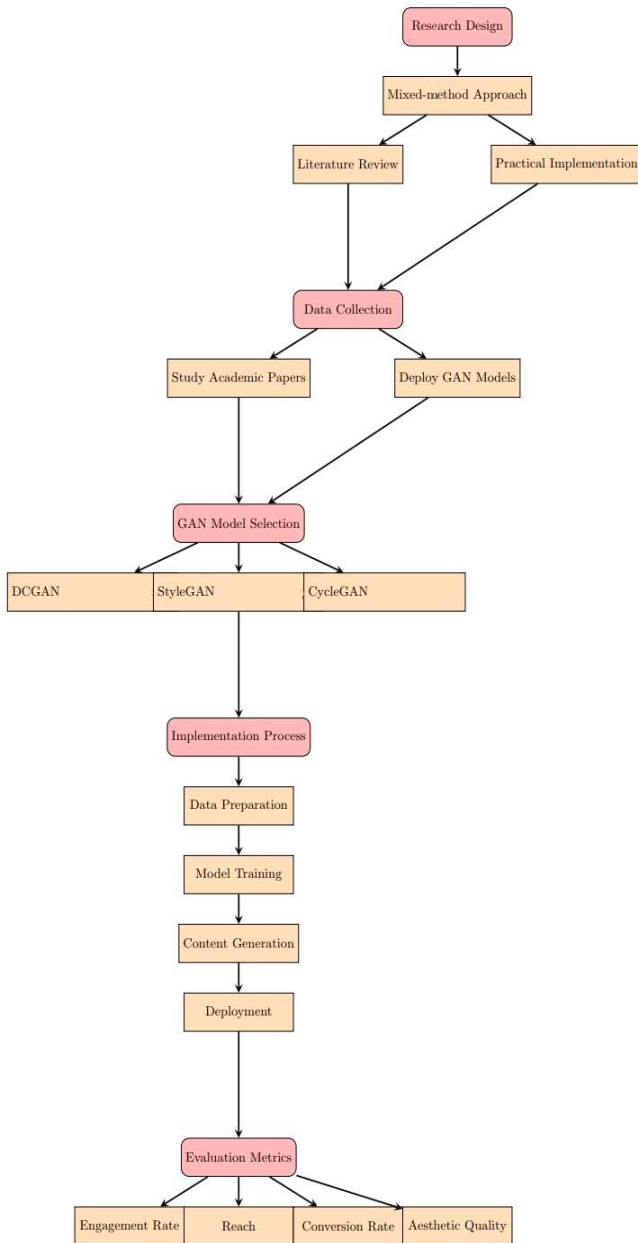 Research Design
Mixed-method Approach
Literature Review
Practical Implementation
Data Collection
Study Academic Papers
Deploy GAN Models
GAN Model Selection
DCGAN
StyleGAN
CycleGAN
Implementation Process
Data Preparation
Model Training
Content Generation
Deployment
Evaluation Metrics
Engagement Rate
Reach
Conversion Rate
Aesthetic Quality